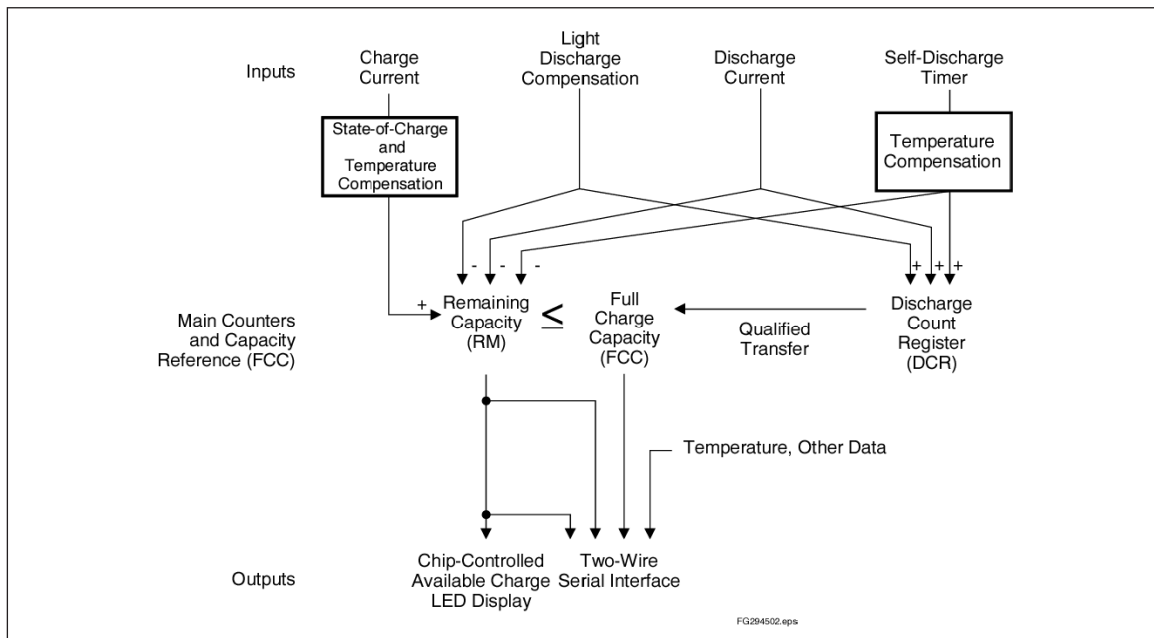 Inputs
Charge
Current
Light
Discharge
Compensation
Discharge
Current
Self-Discharge
Timer
State-of-Charge
and
Temperature
Compensation
Temperature
Compensation
- - -
+ + +
Main Counters
and Capacity
Reference (FCC)
+
Remaining
Capacity
(RM)
≤
Full
Charge
Capacity
(FCC)
Qualified
Transfer
Discharge
Count
Register
(DCR)
Temperature, Other Data
Outputs
Chip-Controlled
Available Charge
LED Display
Two-Wire
Serial Interface
FG294502.eps